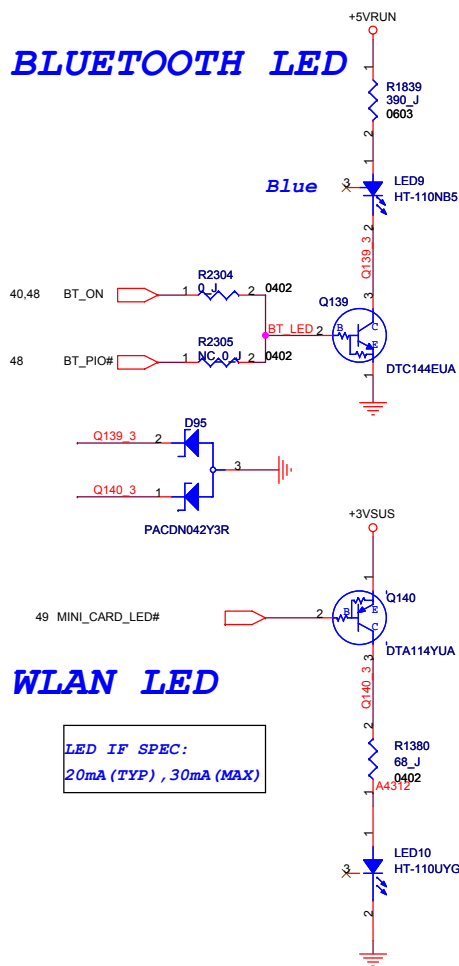 +5VRUN
BLUETOOTH LED
1
R1839
390_J
0603
2
1
Blue
3
LED9
HT-110NB5
2
Q139_3
R2304
0_J
40,48 BT_ON
1 2 0402
3
Q139
R2305
BT_LED 2
B C E
48 BT_PIO#
1 NC_0_J 2 0402
1
DTC144EUA
D95
Q139_3 2
3
Q140_3 1
PACDN042Y3R
+3VSUS
1
Q140
49 MINI_CARD_LED#
2
B E C
DTA114YUA
3
Q140_3
WLAN LED
2
LED IF SPEC:
20mA(TYP),30mA(MAX)
R1380
68_J
0402
1
A4312
1
LED10
3
HT-110UYG
2